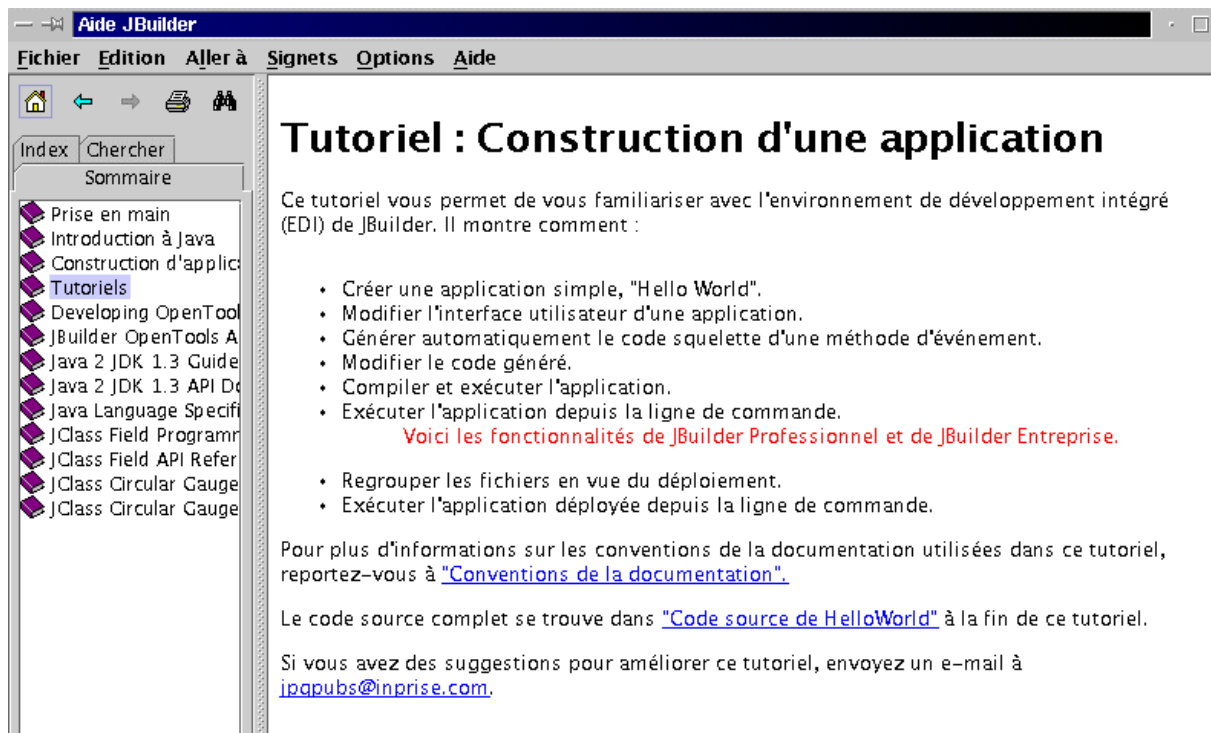 Aide JBuilder
Fichier Edition Aller à Signets Options Aide
Index Chercher
Sommaire
Prise en main
Introduction à Java
Construction d'applic
Tutoriels
Developing OpenTool
JBuilder OpenTools A
Java 2 JDK 1.3 Guide
Java 2 JDK 1.3 API Do
Java Language Specifi
JClass Field Programr
JClass Field API Refer
JClass Circular Gauge
JClass Circular Gauge
Tutoriel : Construction d'une application
Ce tutoriel vous permet de vous familiariser avec l'environnement de développement intégré
(EDI) de JBuilder. Il montre comment :
• Créer une application simple, "Hello World".
• Modifier l'interface utilisateur d'une application.
• Générer automatiquement le code squelette d'une méthode d'événement.
• Modifier le code généré.
• Compiler et exécuter l'application.
• Exécuter l'application depuis la ligne de commande.
Voici les fonctionnalités de JBuilder Professionnel et de JBuilder Entreprise.
• Regrouper les fichiers en vue du déploiement.
• Exécuter l'application déployée depuis la ligne de commande.
Pour plus d'informations sur les conventions de la documentation utilisées dans ce tutoriel,
reportez-vous à "Conventions de la documentation".
Le code source complet se trouve dans "Code source de HelloWorld" à la fin de ce tutoriel.
Si vous avez des suggestions pour améliorer ce tutoriel, envoyez un e-mail à
jpgpubs@inprise.com.